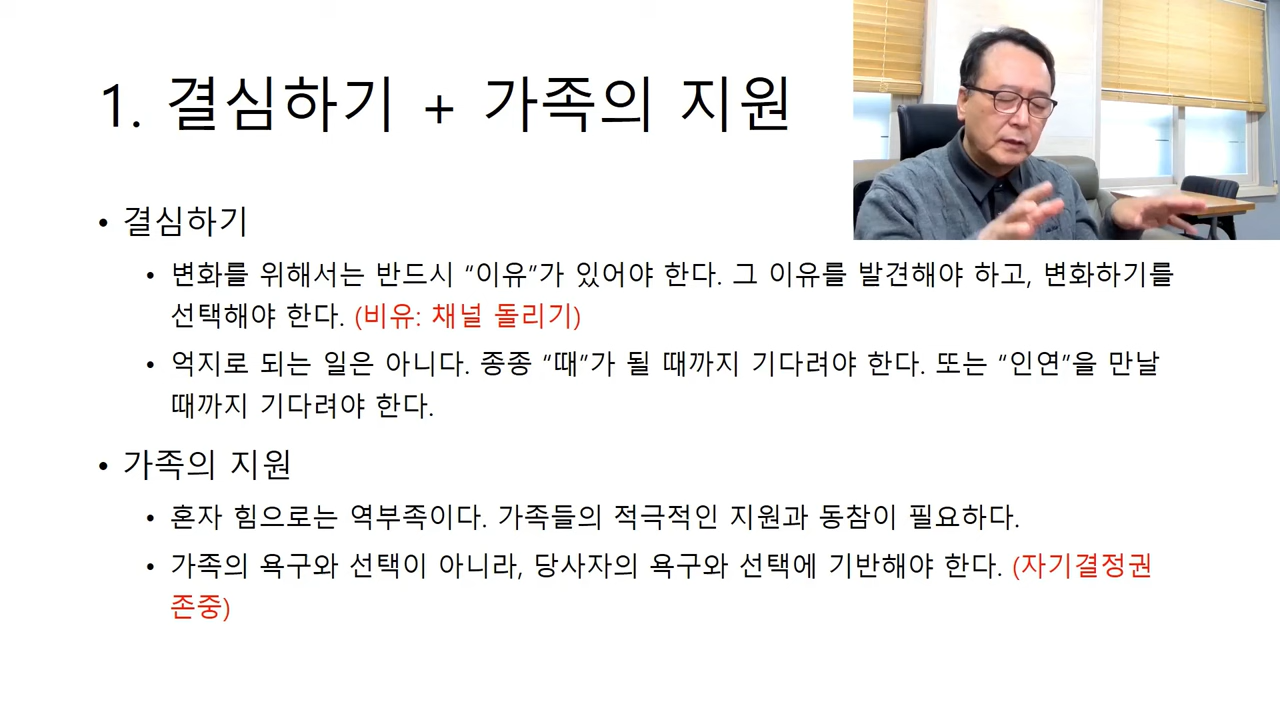 1. 결심하기 + 가족의 지원
• 결심하기
• 변화를 위해서는 반드시 “이유”가 있어야 한다. 그 이유를 발견해야 하고, 변화하기를
선택해야 한다. (비유: 채널 돌리기)
• 억지로 되는 일은 아니다. 종종 “때”가 될 때까지 기다려야 한다. 또는 “인연”을 만날
때까지 기다려야 한다.
• 가족의 지원
• 혼자 힘으로는 역부족이다. 가족들의 적극적인 지원과 동참이 필요하다.
• 가족의 욕구와 선택이 아니라, 당사자의 욕구와 선택에 기반해야 한다. (자기결정권
존중)